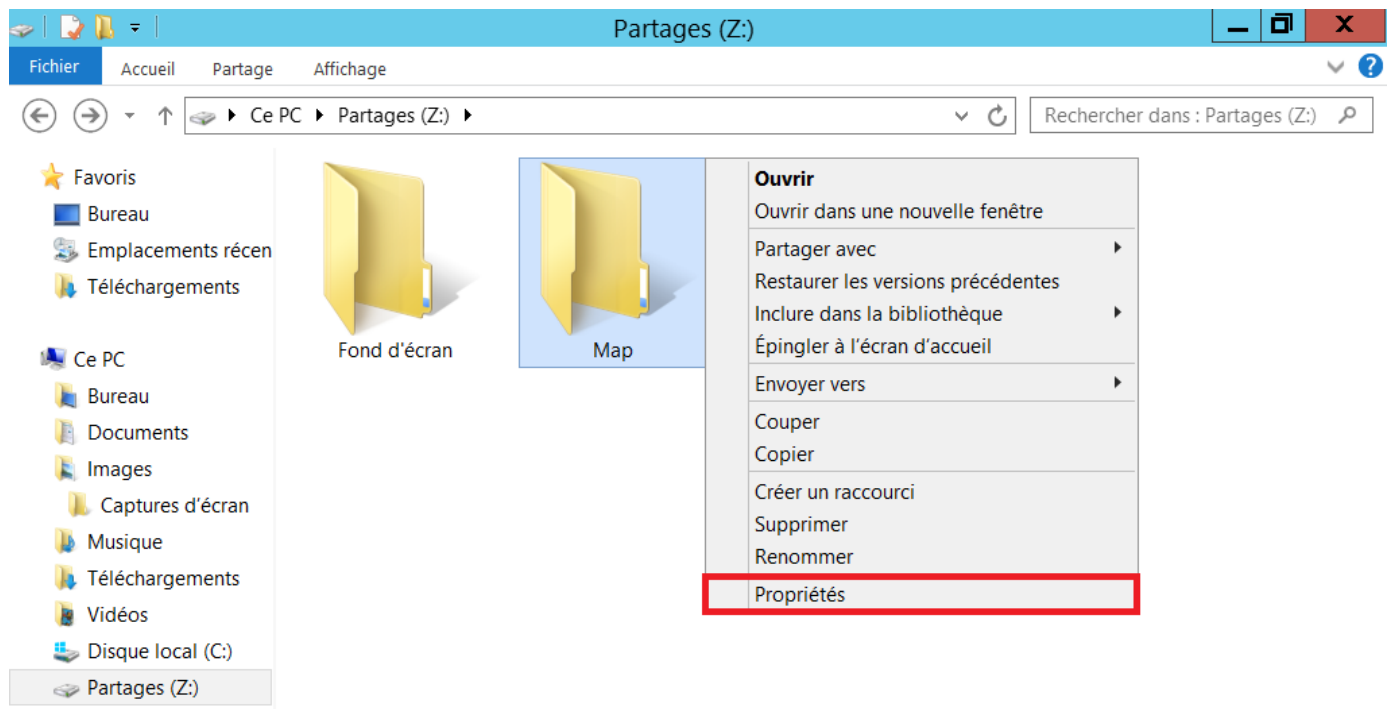 Partages (Z:)
Fichier Accueil Partage Affichage
Ce PC Partages (Z:)
Rechercher dans : Partages (Z:)
Favoris
Bureau
Emplacements récen
Téléchargements
Ce PC
Bureau
Documents
Images
Captures d’écran
Musique
Téléchargements
Vidéos
Disque local (C:)
Partages (Z:)
Fond d'écran
Map
Ouvrir
Ouvrir dans une nouvelle fenêtre
Partager avec
Restaurer les versions précédentes
Inclure dans la bibliothèque
Épingler à l’écran d’accueil
Envoyer vers
Couper
Copier
Créer un raccourci
Supprimer
Renommer
Propriétés